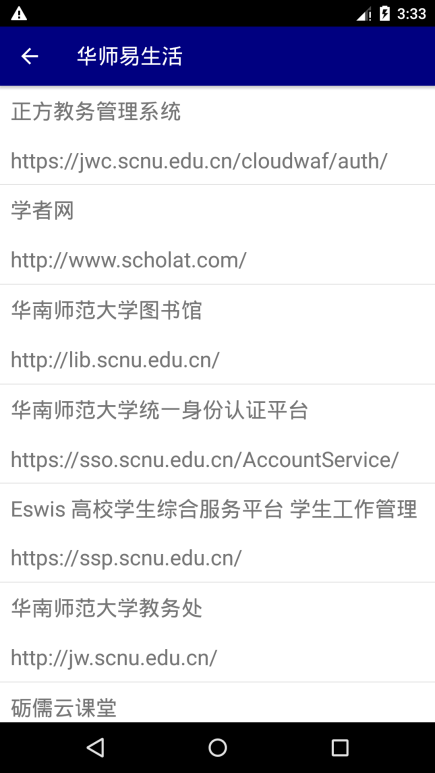 3:33
华师易生活
正方教务管理系统
https://jwc.scnu.edu.cn/cloudwaf/auth/
学者网
http://www.scholat.com/
华南师范大学图书馆
http://lib.scnu.edu.cn/
华南师范大学统一身份认证平台
https://sso.scnu.edu.cn/AccountService/
Eswis 高校学生综合服务平台 学生工作管理
https://ssp.scnu.edu.cn/
华南师范大学教务处
http://jw.scnu.edu.cn/
砺儒云课堂